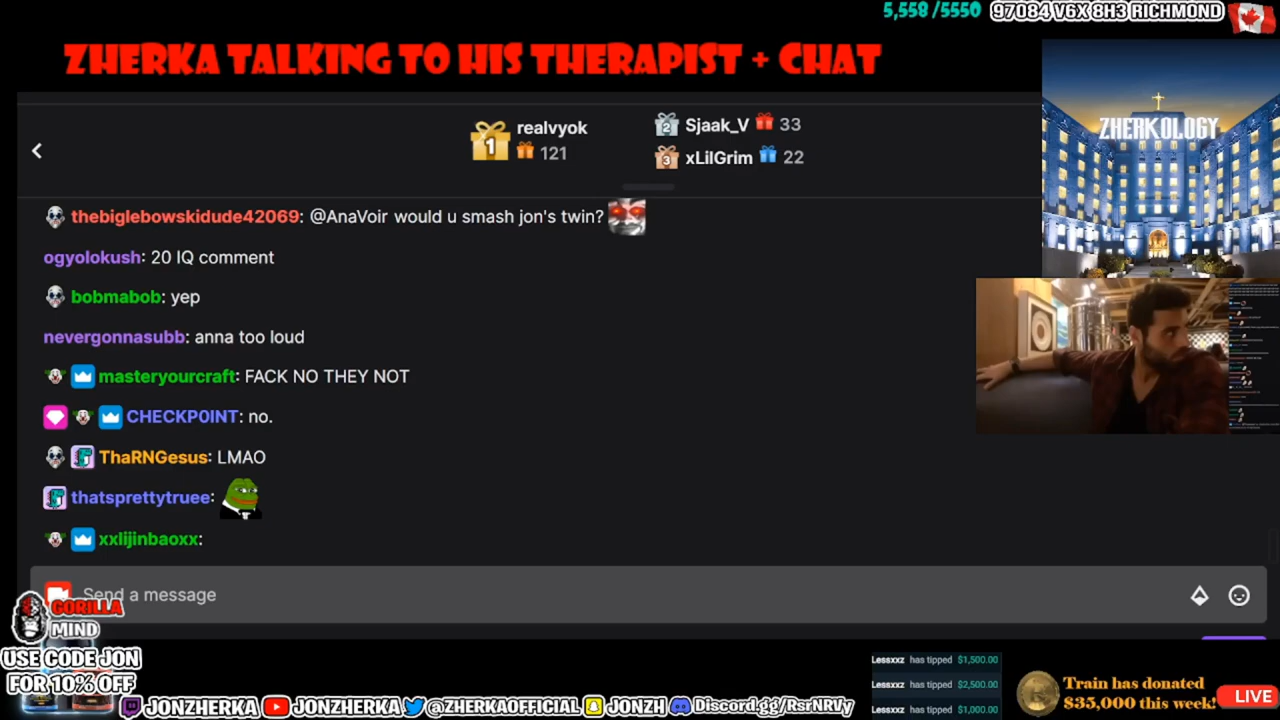 5,558 /5550
97084 V6X 8H3 RICHMOND
ZHERKA TALKING TO HIS THERAPIST + CHAT
ZHERKOLOGY
1
realvyok
121
2 Sjaak_V 33
3 xLilGrim 22
thebiglebowskidude42069: @AnaVoir would u smash jon's twin?
ogyolokush: 20 IQ comment
bobmabob: yep
nevergonnasubb: anna too loud
masteryourcraft: FACK NO THEY NOT
CHECKP0INT: no.
ThaRNGesus: LMAO
thatsprettytruee:
xxlijinbaoxx:
Send a message
GORILLA
MIND
USE CODE JON
FOR 10% OFF
JONZHERKA JONZHERKA @ZHERKAOFFICIAL JONZH Discord.gg/RsrNRVy
Lessxxz has tipped $1,500.00
Lessxxz has tipped $2,500.00
Lessxxz has tipped $1,000.00
Train has donated
$35,000 this week!
LIVE